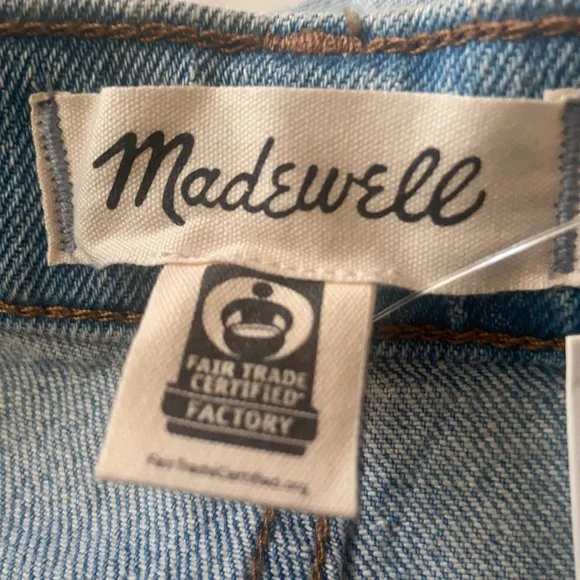 Madewell
FAIR TRADE
CERTIFIED
FACTORY
FairTradeCertified.org